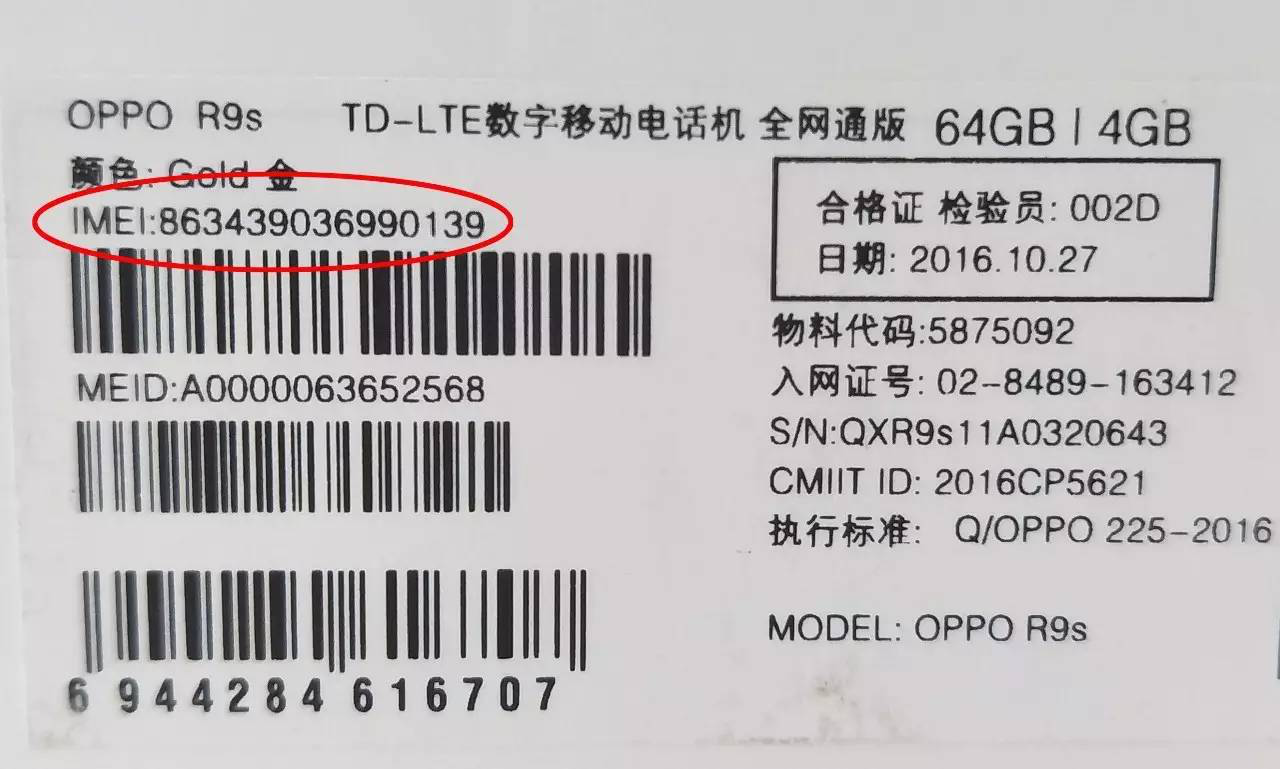 OPPO R9s TD-LTE数字移动电话机 全网通版 64GB | 4GB
颜色: Gold 金
IMEI:863439036990139
MEID:A0000063652568
6 944284 616707
合格证 检验员: 002D
日期: 2016.10.27
物料代码:5875092
入网证号: 02-8489-163412
S/N:QXR9s11A0320643
CMIIT ID: 2016CP5621
执行标准: Q/OPPO 225-2016
MODEL: OPPO R9s